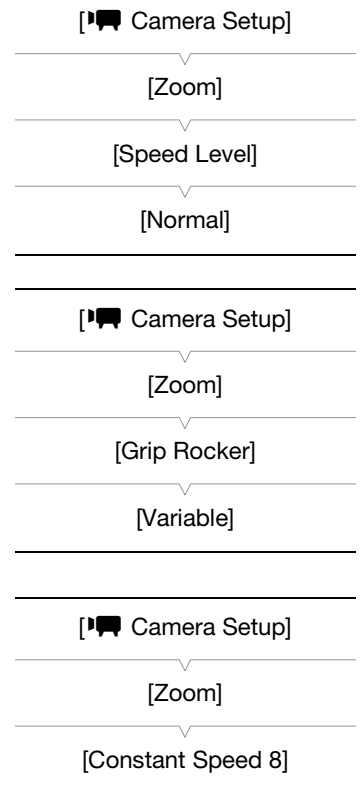 [ Camera Setup]
[Zoom]
[Speed Level]
[Normal]
[ Camera Setup]
[Zoom]
[Grip Rocker]
[Variable]
[ Camera Setup]
[Zoom]
[Constant Speed 8]